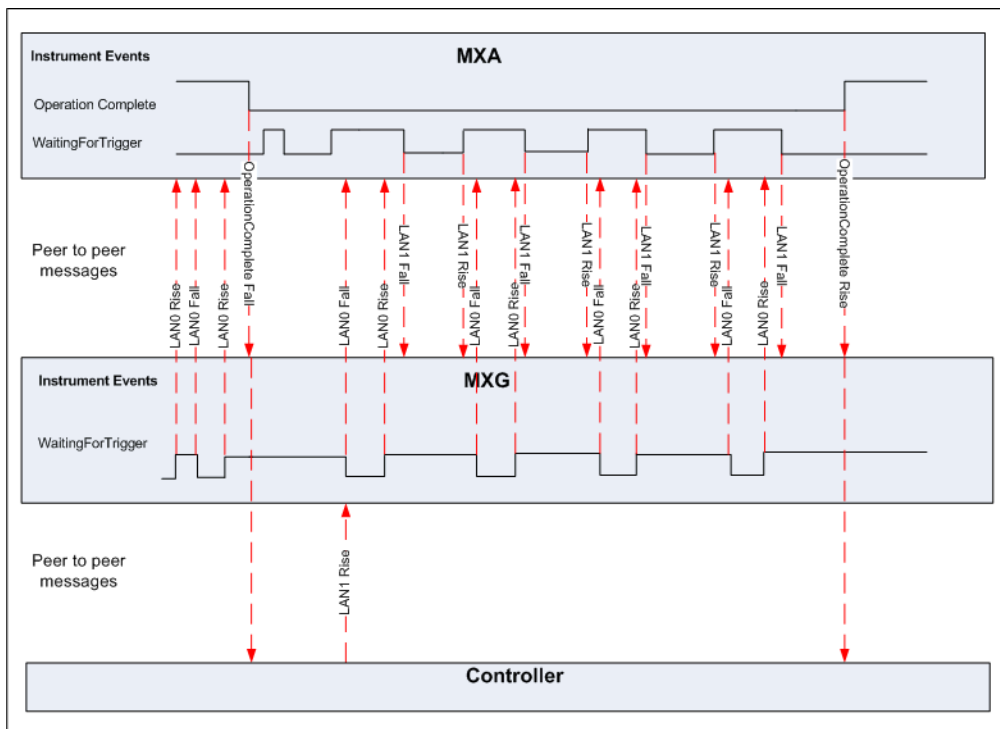 MXA
Instrument Events
Operation Complete
WaitingForTrigger
Peer to peer
messages
LAN0 Rise
LAN0 Fall
LAN0 Rise
OperationComplete Fall
LAN0 Fall
LAN0 Rise
LAN1 Fall
LAN1 Rise
LAN0 Fall
LAN0 Rise
LAN1 Fall
LAN1 Rise
LAN0 Fall
LAN0 Rise
LAN1 Fall
LAN1 Rise
LAN0 Fall
LAN0 Rise
LAN1 Fall
OperationComplete Rise
Instrument Events
MXG
WaitingForTrigger
Peer to peer
messages
LAN1 Rise
Controller